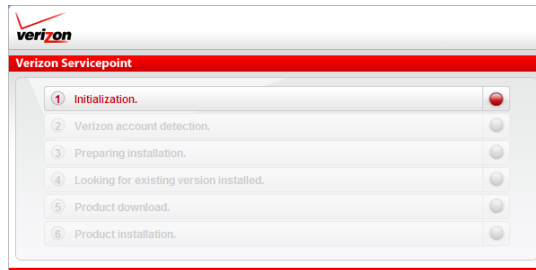 verizon
Verizon Servicepoint
1 Initialization.
2 Verizon account detection.
3 Preparing installation.
4 Looking for existing version installed.
5 Product download.
6 Product installation.